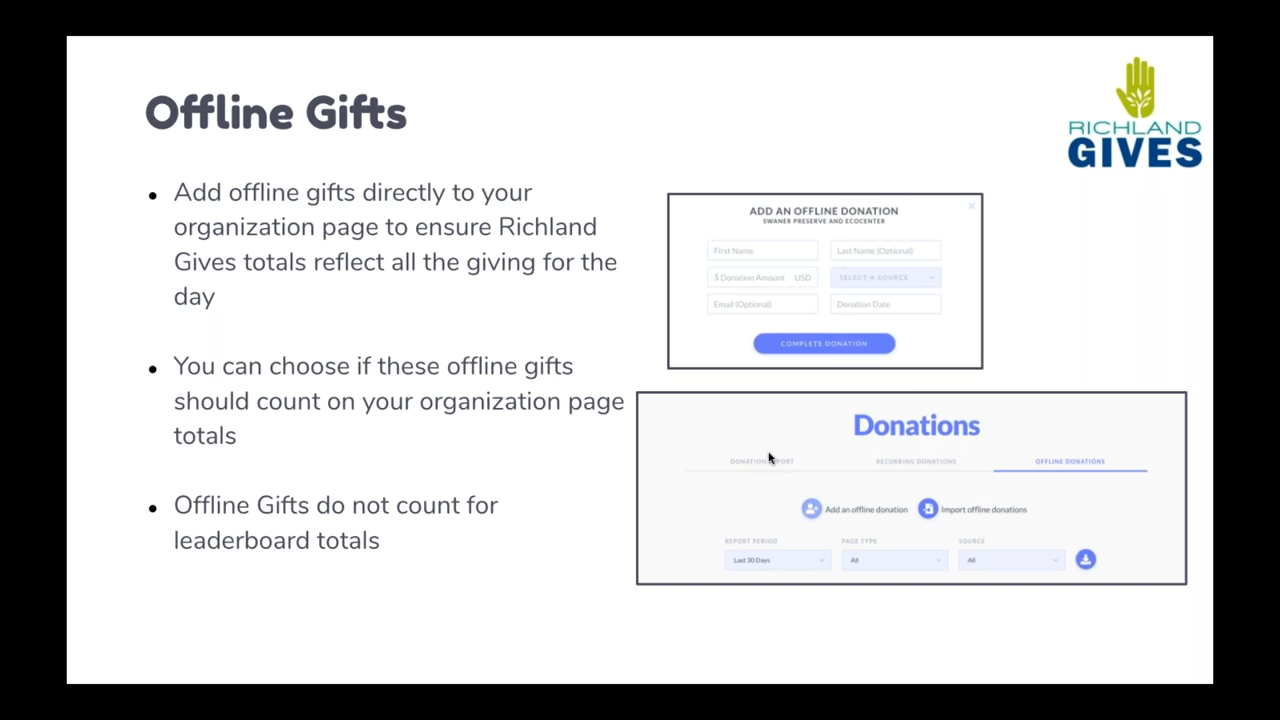 Offline Gifts
RICHLAND
GIVES
• Add offline gifts directly to your
organization page to ensure Richland
Gives totals reflect all the giving for the
day
• You can choose if these offline gifts
should count on your organization page
totals
• Offline Gifts do not count for
leaderboard totals
ADD AN OFFLINE DONATION
SWANER PRESERVE AND ECOCENTER
First Name
Last Name (Optional)
$ Donation Amount USD
SELECT A SOURCE
Email (Optional)
Donation Date
COMPLETE DONATION
Donations
RECURRING DONATIONS
OFFLINE DONATIONS
Add an offline donation
Import offline donations
REPORT PERIOD
PAGE TYPE
SOURCE
Last 30 Days
All
All